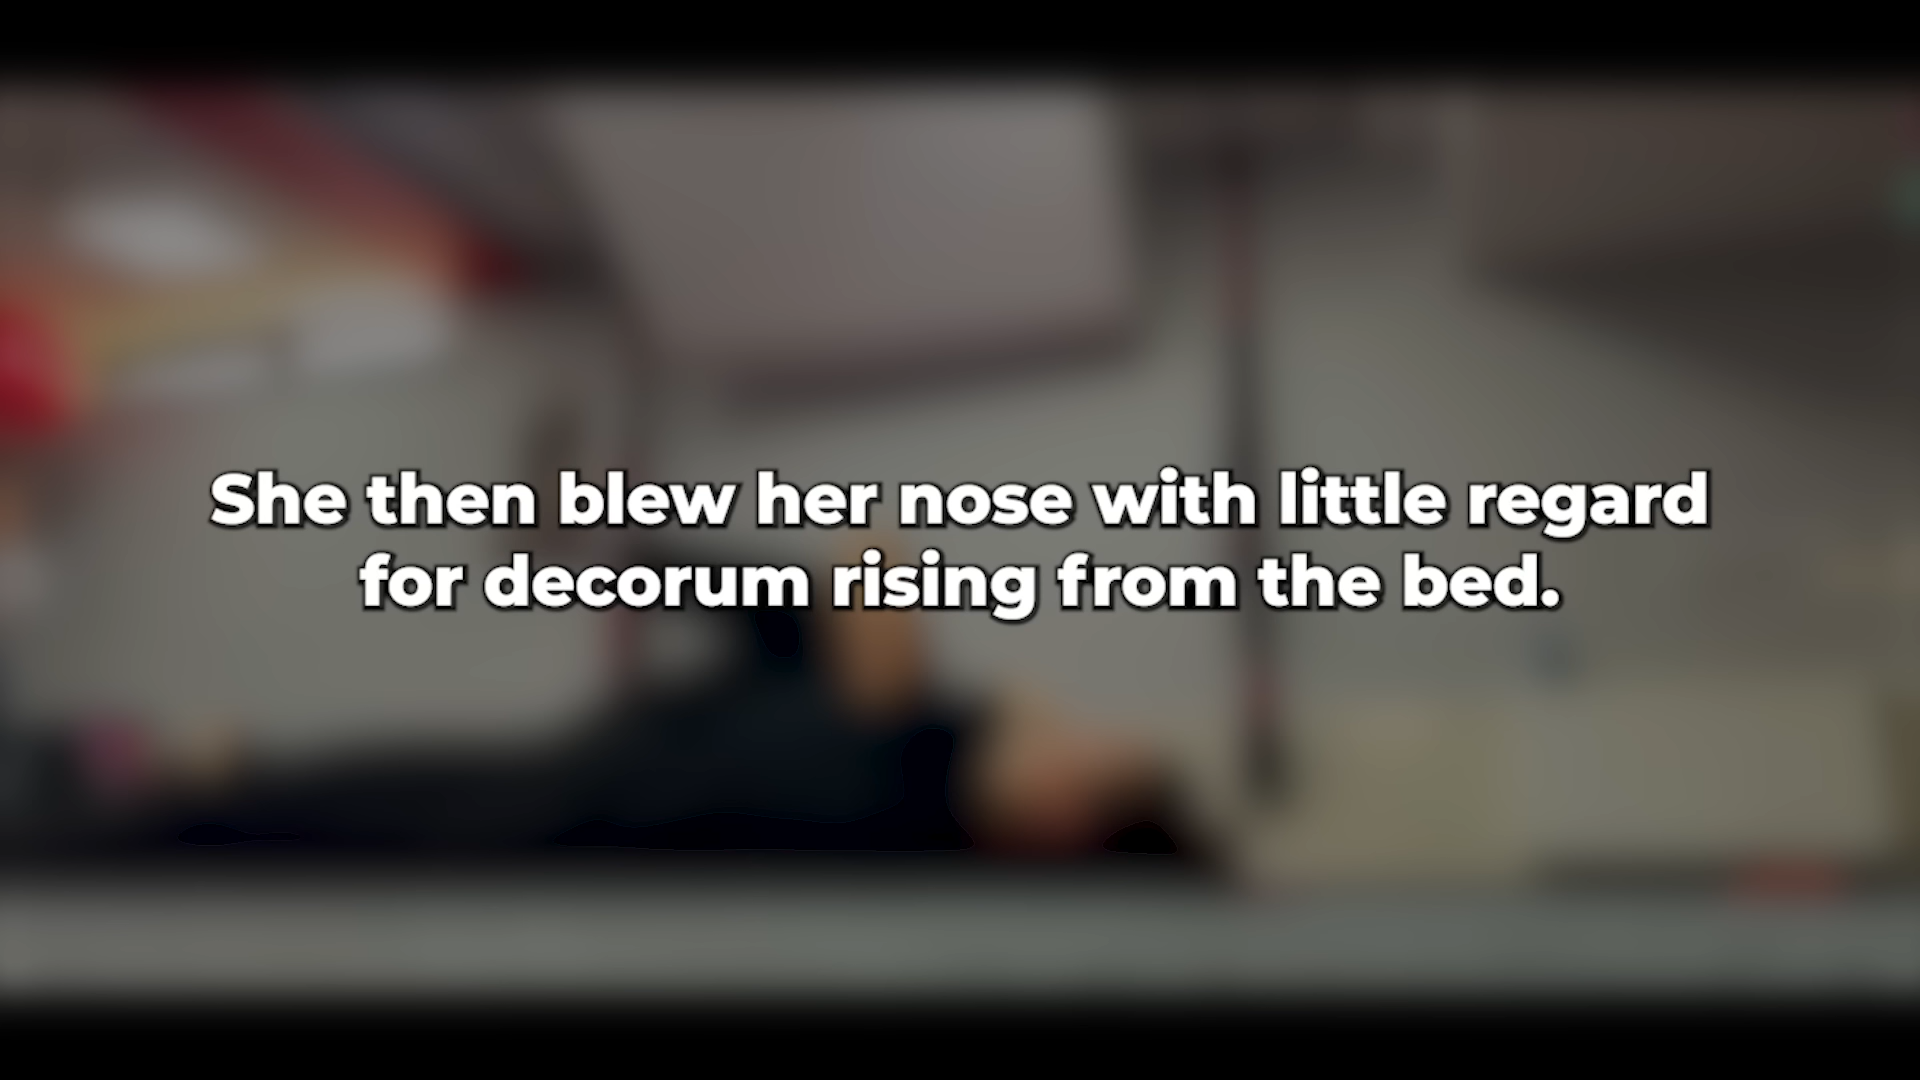 She then blew her nose with little regard
for decorum rising from the bed.